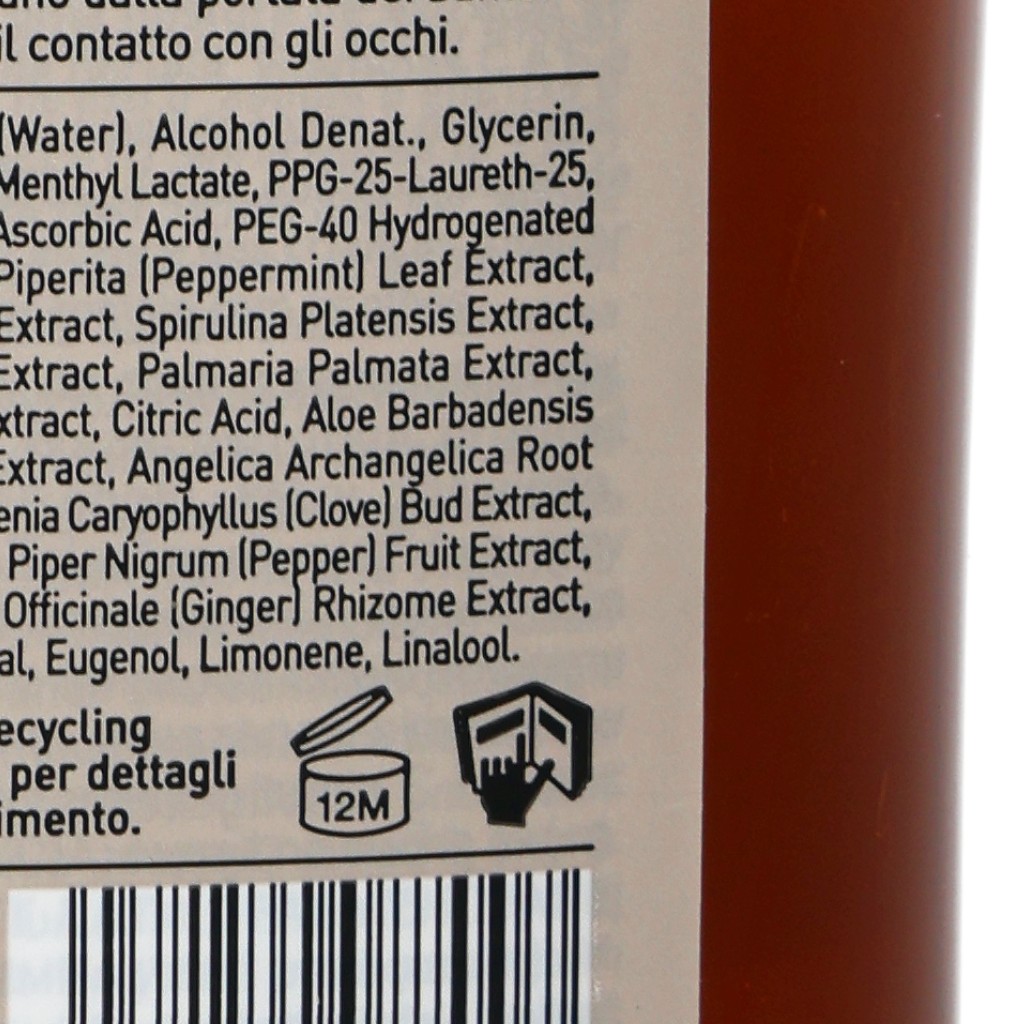 il contatto con gli occhi.
(Water), Alcohol Denat., Glycerin,
Menthyl Lactate, PPG-25-Laureth-25,
Ascorbic Acid, PEG-40 Hydrogenated
Piperita (Peppermint) Leaf Extract,
Extract, Spirulina Platensis Extract,
Extract, Palmaria Palmata Extract,
xtract, Citric Acid, Aloe Barbadensis
Extract, Angelica Archangelica Root
enia Caryophyllus (Clove) Bud Extract,
Piper Nigrum (Pepper) Fruit Extract,
Officinale (Ginger) Rhizome Extract,
al, Eugenol, Limonene, Linalool.
ecycling
per dettagli
imento.
12M